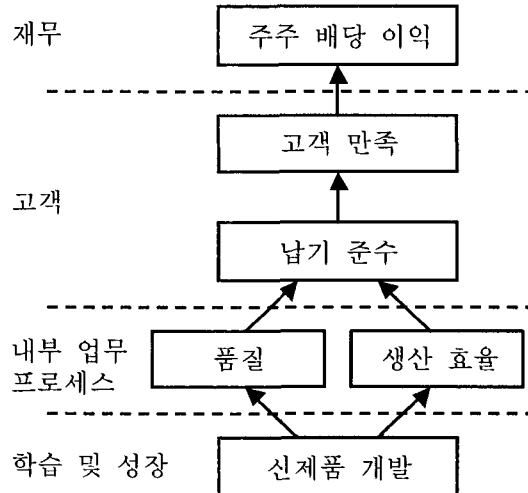 재무
주주 배당 이익
고객 만족
고객
납기 준수
내부 업무
프로세스
품질
생산 효율
학습 및 성장
신제품 개발